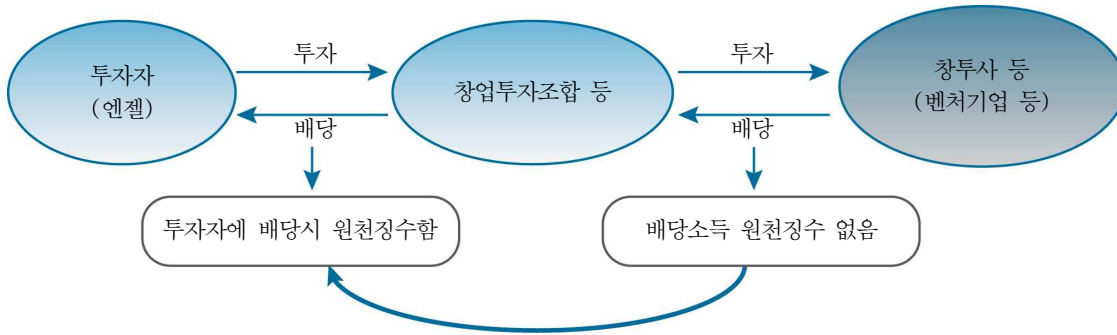 투자자
(엔젤)
투자
배당
창업투자조합 등
투자
배당
창투사 등
(벤처기업 등)
투자자에 배당시 원천징수함
배당소득 원천징수 없음